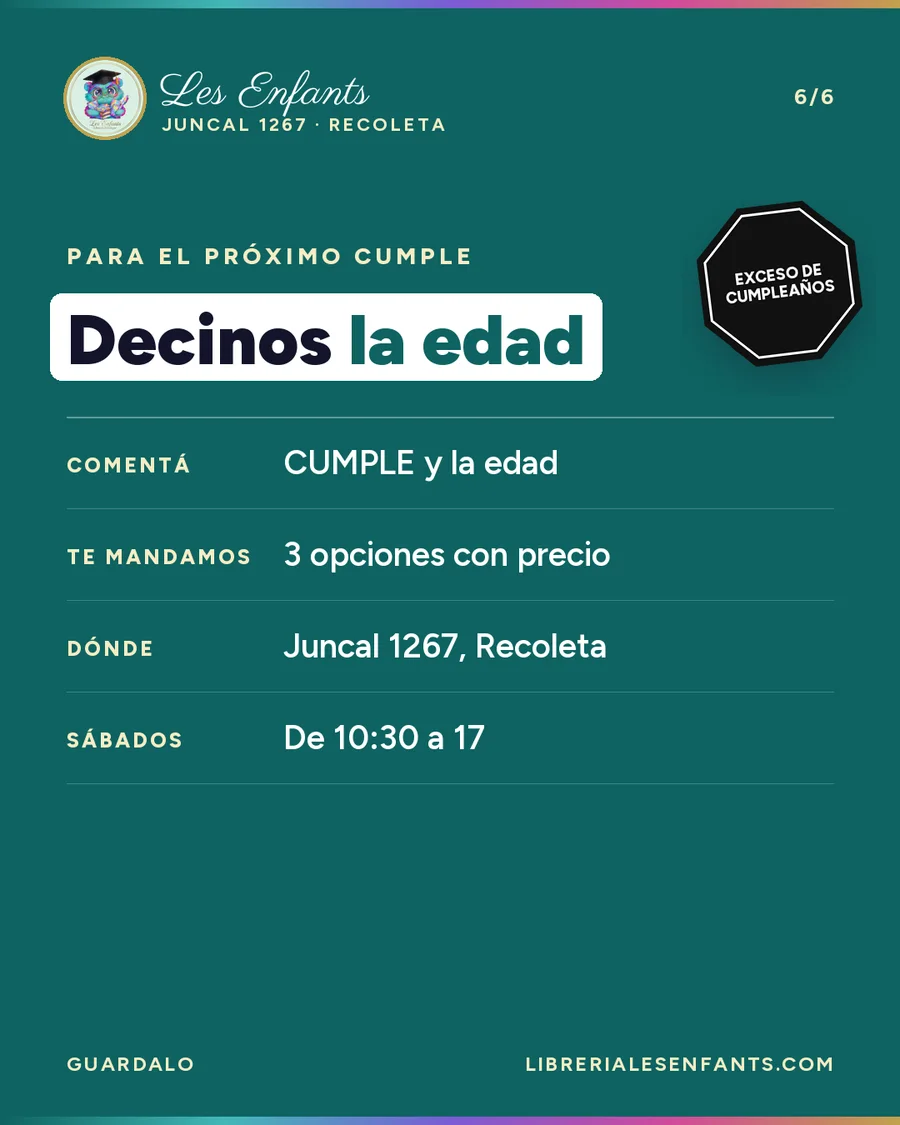 Les Enfants
JUNCAL 1267 · RECOLETA
6/6
PARA EL PRÓXIMO CUMPLE
EXCESO DE
CUMPLEAÑOS
Decinos la edad
COMENTÁ CUMPLE y la edad
TE MANDAMOS 3 opciones con precio
DÓNDE Juncal 1267, Recoleta
SÁBADOS De 10:30 a 17
GUARDALO
LIBRERIALESENFANTS.COM